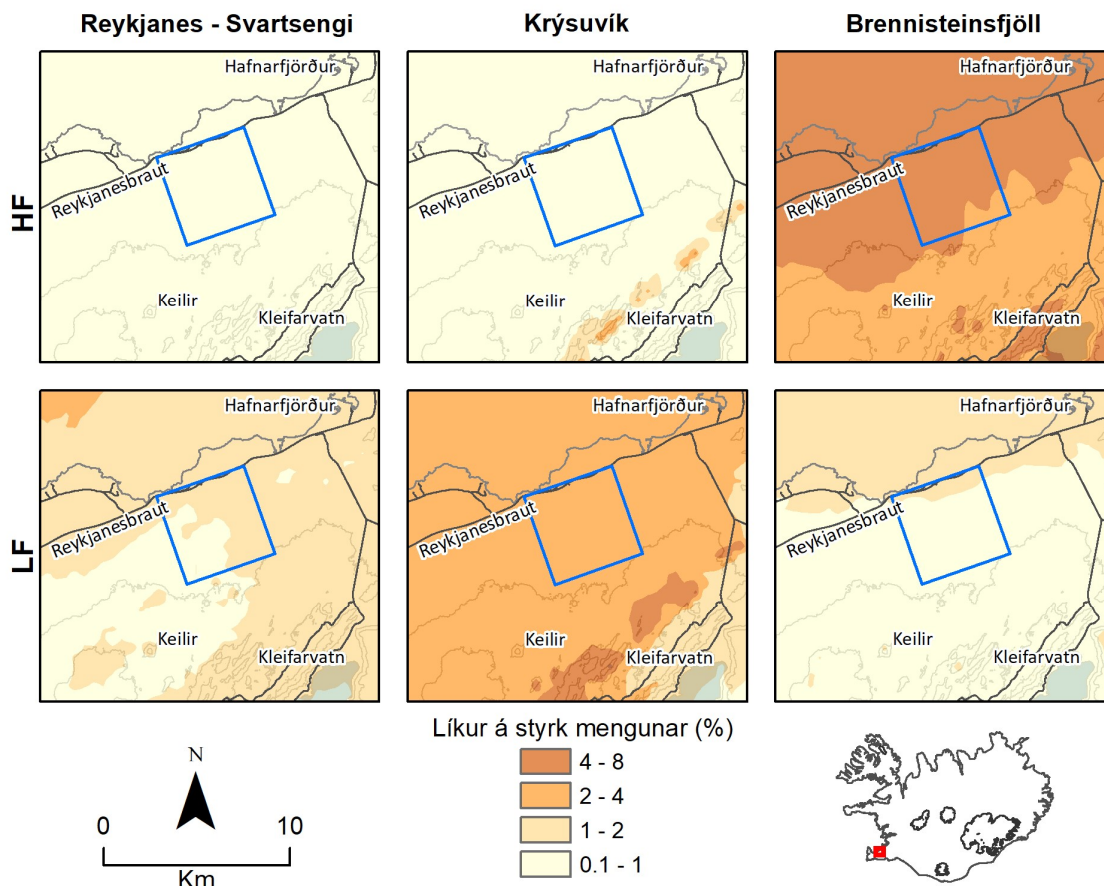 Reykjanes - Svartsengi
Krýsuvík
Brennisteinsfjöll
HF
Hafnarfjörður
Reykjanesbraut
Keilir
Kleifarvatn
Hafnarfjörður
Reykjanesbraut
Keilir
Kleifarvatn
Hafnarfjörður
Reykjanesbraut
Keilir
Kleifarvatn
LF
Hafnarfjörður
Reykjanesbraut
Keilir
Kleifarvatn
Hafnarfjörður
Reykjanesbraut
Keilir
Kleifarvatn
Hafnarfjörður
Reykjanesbraut
Keilir
Kleifarvatn
N
0 10
Km
Líkur á styrk mengunar (%)
4 - 8
2 - 4
1 - 2
0.1 - 1